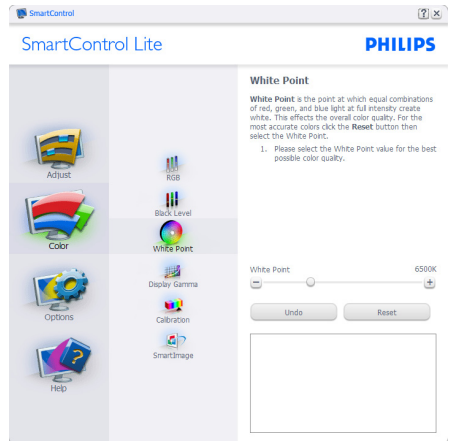 SmartControl
SmartControl Lite
PHILIPS
Adjust
Color
Options
Help
RGB
Black Level
White Point
Display Gamma
Calibration
SmartImage
White Point
White Point is the point at which equal combinations
of red, green, and blue light at full intensity create
white. This effects the overall color quality. For the
most accurate colors click the Reset button then
select the White Point.
1. Please select the White Point value for the best
possible color quality.
White Point 6500K
Undo Reset